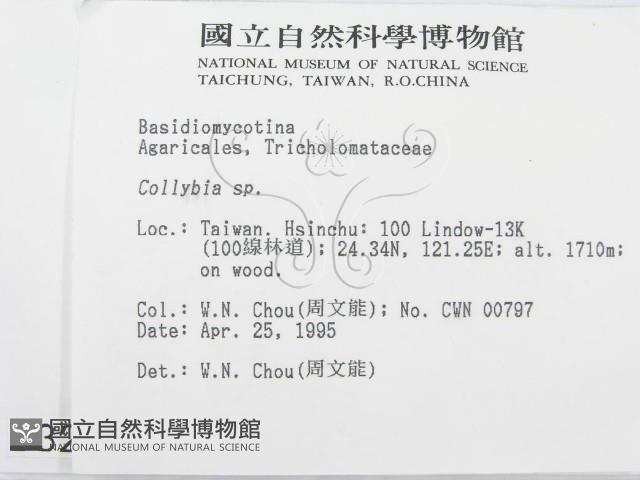 國立自然科學博物館
NATIONAL MUSEUM OF NATURAL SCIENCE
TAICHUNG, TAIWAN, R.O.CHINA
Basidiomycotina
Agaricales, Tricholomataceae
Collybia sp.
Loc.: Taiwan. Hsinchu: 100 Lindow-13K
(100線林道); 24.34N, 121.25E; alt. 1710m;
on wood.
Col.: W.N. Chou(周文能); No. CWN 00797
Date: Apr. 25, 1995
Det.: W.N. Chou(周文能)
國立自然科學博物館
NATIONAL MUSEUM OF NATURAL SCIENCE